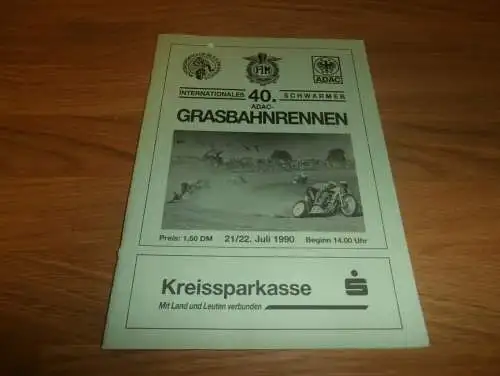 ADAC
INTERNATIONALES 40. SCHWARMER
ADAC-
GRASBAHNRENNEN
Preis: 1,50 DM 21/22. Juli 1990 Beginn 14.00 Uhr
Kreissparkasse
Mit Land und Leuten verbunden